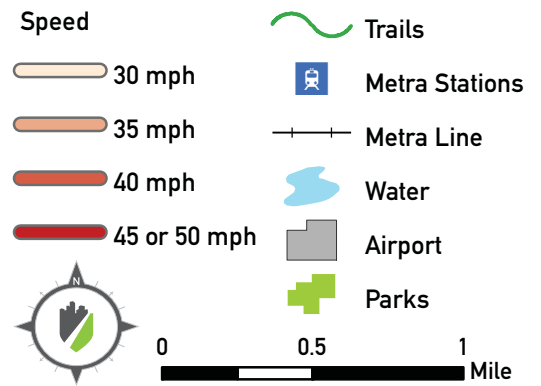 Speed
30 mph
35 mph
40 mph
45 or 50 mph
Trails
Metra Stations
Metra Line
Water
Airport
Parks
N
0 0.5 1
Mile